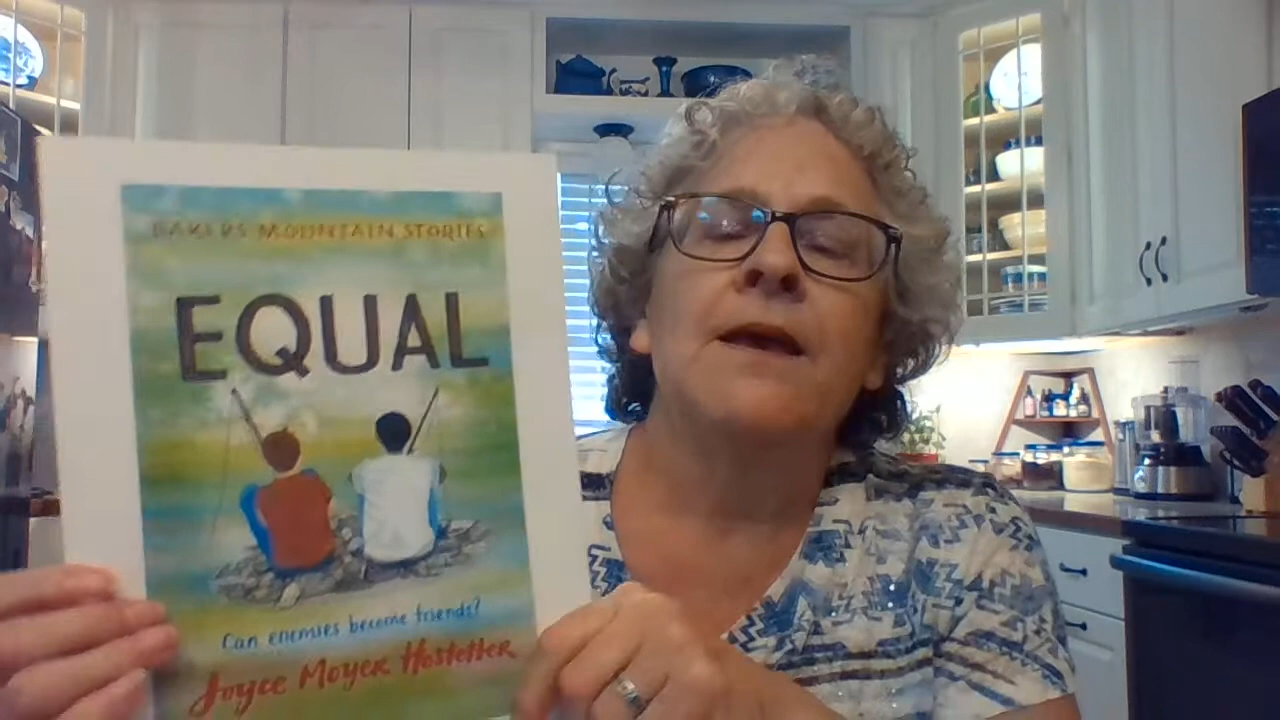 BAKERS MOUNTAIN STORIES
EQUAL
Can enemies become friends?
Joyce Moyer Hostetter